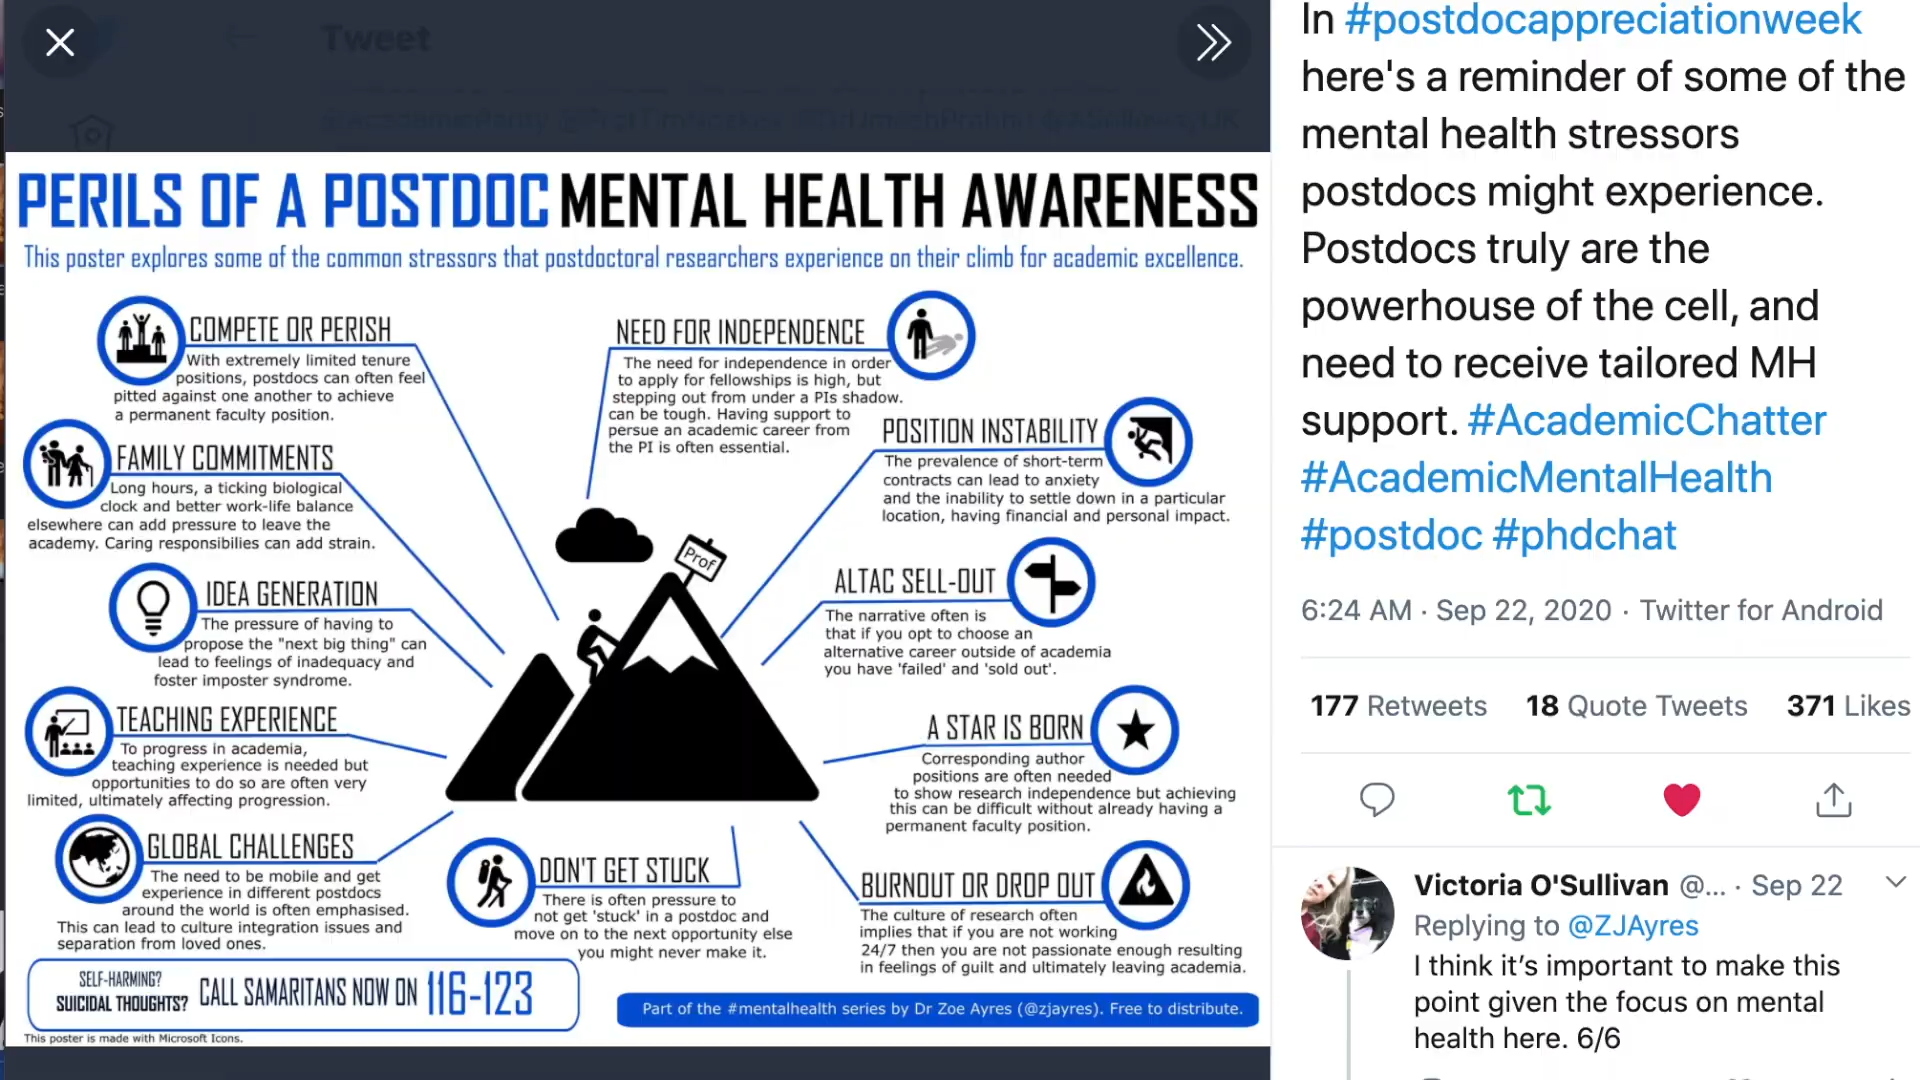 Tweet
PERILS OF A POSTDOC MENTAL HEALTH AWARENESS
This poster explores some of the common stressors that postdoctoral researchers experience on their climb for academic excellence.
COMPETE OR PERISH
With extremely limited tenure
positions, postdocs can often feel
pitted against one another to achieve
a permanent faculty position.
FAMILY COMMITMENTS
Long hours, a ticking biological
clock and better work-life balance
elsewhere can add pressure to leave the
academy. Caring responsibilies can add strain.
IDEA GENERATION
The pressure of having to
propose the "next big thing" can
lead to feelings of inadequacy and
foster imposter syndrome.
TEACHING EXPERIENCE
To progress in academia,
teaching experience is needed but
opportunities to do so are often very
limited, ultimately affecting progression.
GLOBAL CHALLENGES
The need to be mobile and get
experience in different postdocs
around the world is often emphasised.
This can lead to culture integration issues and
separation from loved ones.
NEED FOR INDEPENDENCE
The need for independence in order
to apply for fellowships is high, but
stepping out from under a PIs shadow.
can be tough. Having support to
persue an academic career from
the PI is often essential.
POSITION INSTABILITY
The prevalence of short-term
contracts can lead to anxiety
and the inability to settle down in a particular
location, having financial and personal impact.
Prof
ALTAC SELL-OUT
The narrative often is
that if you opt to choose an
alternative career outside of academia
you have 'failed' and 'sold out'.
A STAR IS BORN
Corresponding author
positions are often needed
to show research independence but achieving
this can be difficult without already having a
permanent faculty position.
DON'T GET STUCK
There is often pressure to
not get 'stuck' in a postdoc and
move on to the next opportunity else
you might never make it.
BURNOUT OR DROP OUT
The culture of research often
implies that if you are not working
24/7 then you are not passionate enough resulting
in feelings of guilt and ultimately leaving academia.
SELF-HARMING?
SUICIDAL THOUGHTS?
CALL SAMARITANS NOW ON 116-123
Part of the #mentalhealth series by Dr Zoe Ayres (@zjayres). Free to distribute.
This poster is made with Microsoft Icons.
In #postdocappreciationweek
here's a reminder of some of the
mental health stressors
postdocs might experience.
Postdocs truly are the
powerhouse of the cell, and
need to receive tailored MH
support. #AcademicChatter
#AcademicMentalHealth
#postdoc #phdchat
6:24 AM · Sep 22, 2020 · Twitter for Android
177 Retweets 18 Quote Tweets 371 Likes
Victoria O'Sullivan @... · Sep 22
Replying to @ZJAyres
I think it's important to make this
point given the focus on mental
health here. 6/6